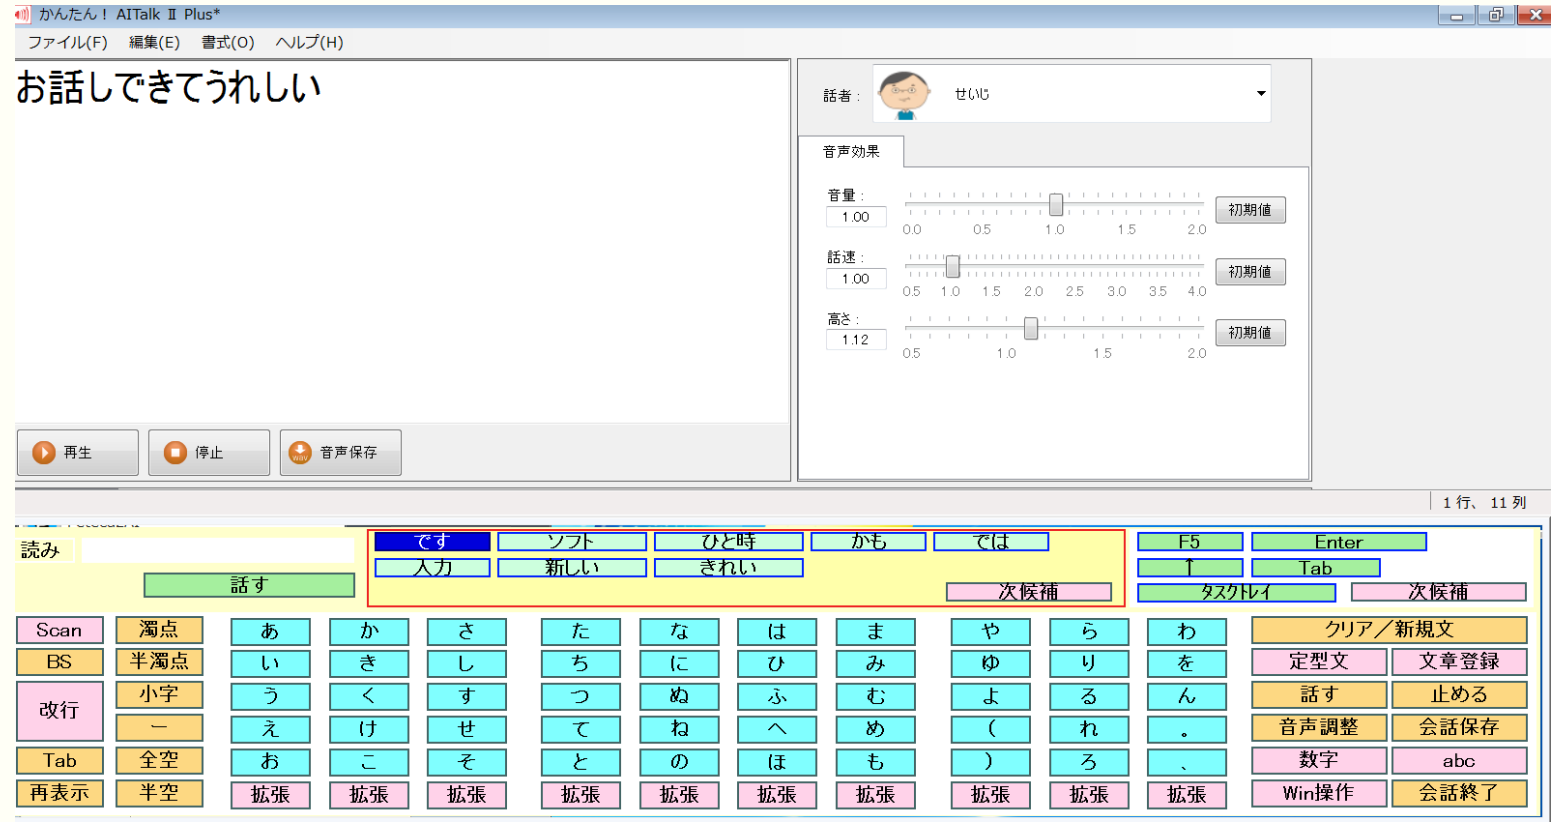 かんたん！ AITalk Ⅱ Plus*
ファイル(F) 編集(E) 書式(O) ヘルプ(H)
お話しできてうれしい
話者 : せいじ
音声効果
音量 :
1.00 初期値
0.0 0.5 1.0 1.5 2.0
話速 :
1.00 初期値
0.5 1.0 1.5 2.0 2.5 3.0 3.5 4.0
高さ :
1.12 初期値
0.5 1.0 1.5 2.0
再生 停止 wav 音声保存
1 行、 11 列
読み です ソフト ひと時 かも では F5 Enter
入力 新しい きれい ↑ Tab
話す 次候補 タスクトレイ 次候補
Scan 濁点 あ か さ た な は ま や ら わ クリア／新規文
BS 半濁点 い き し ち に ひ み ゆ り を 定型文 文章登録
改行 小字 う く す つ ぬ ふ む よ る ん 話す 止める
ー え け せ て ね へ め ( れ 。 音声調整 会話保存
Tab 全空 お こ そ と の ほ も ) ろ 、 数字 abc
再表示 半空 拡張 拡張 拡張 拡張 拡張 拡張 拡張 拡張 拡張 拡張 Win操作 会話終了